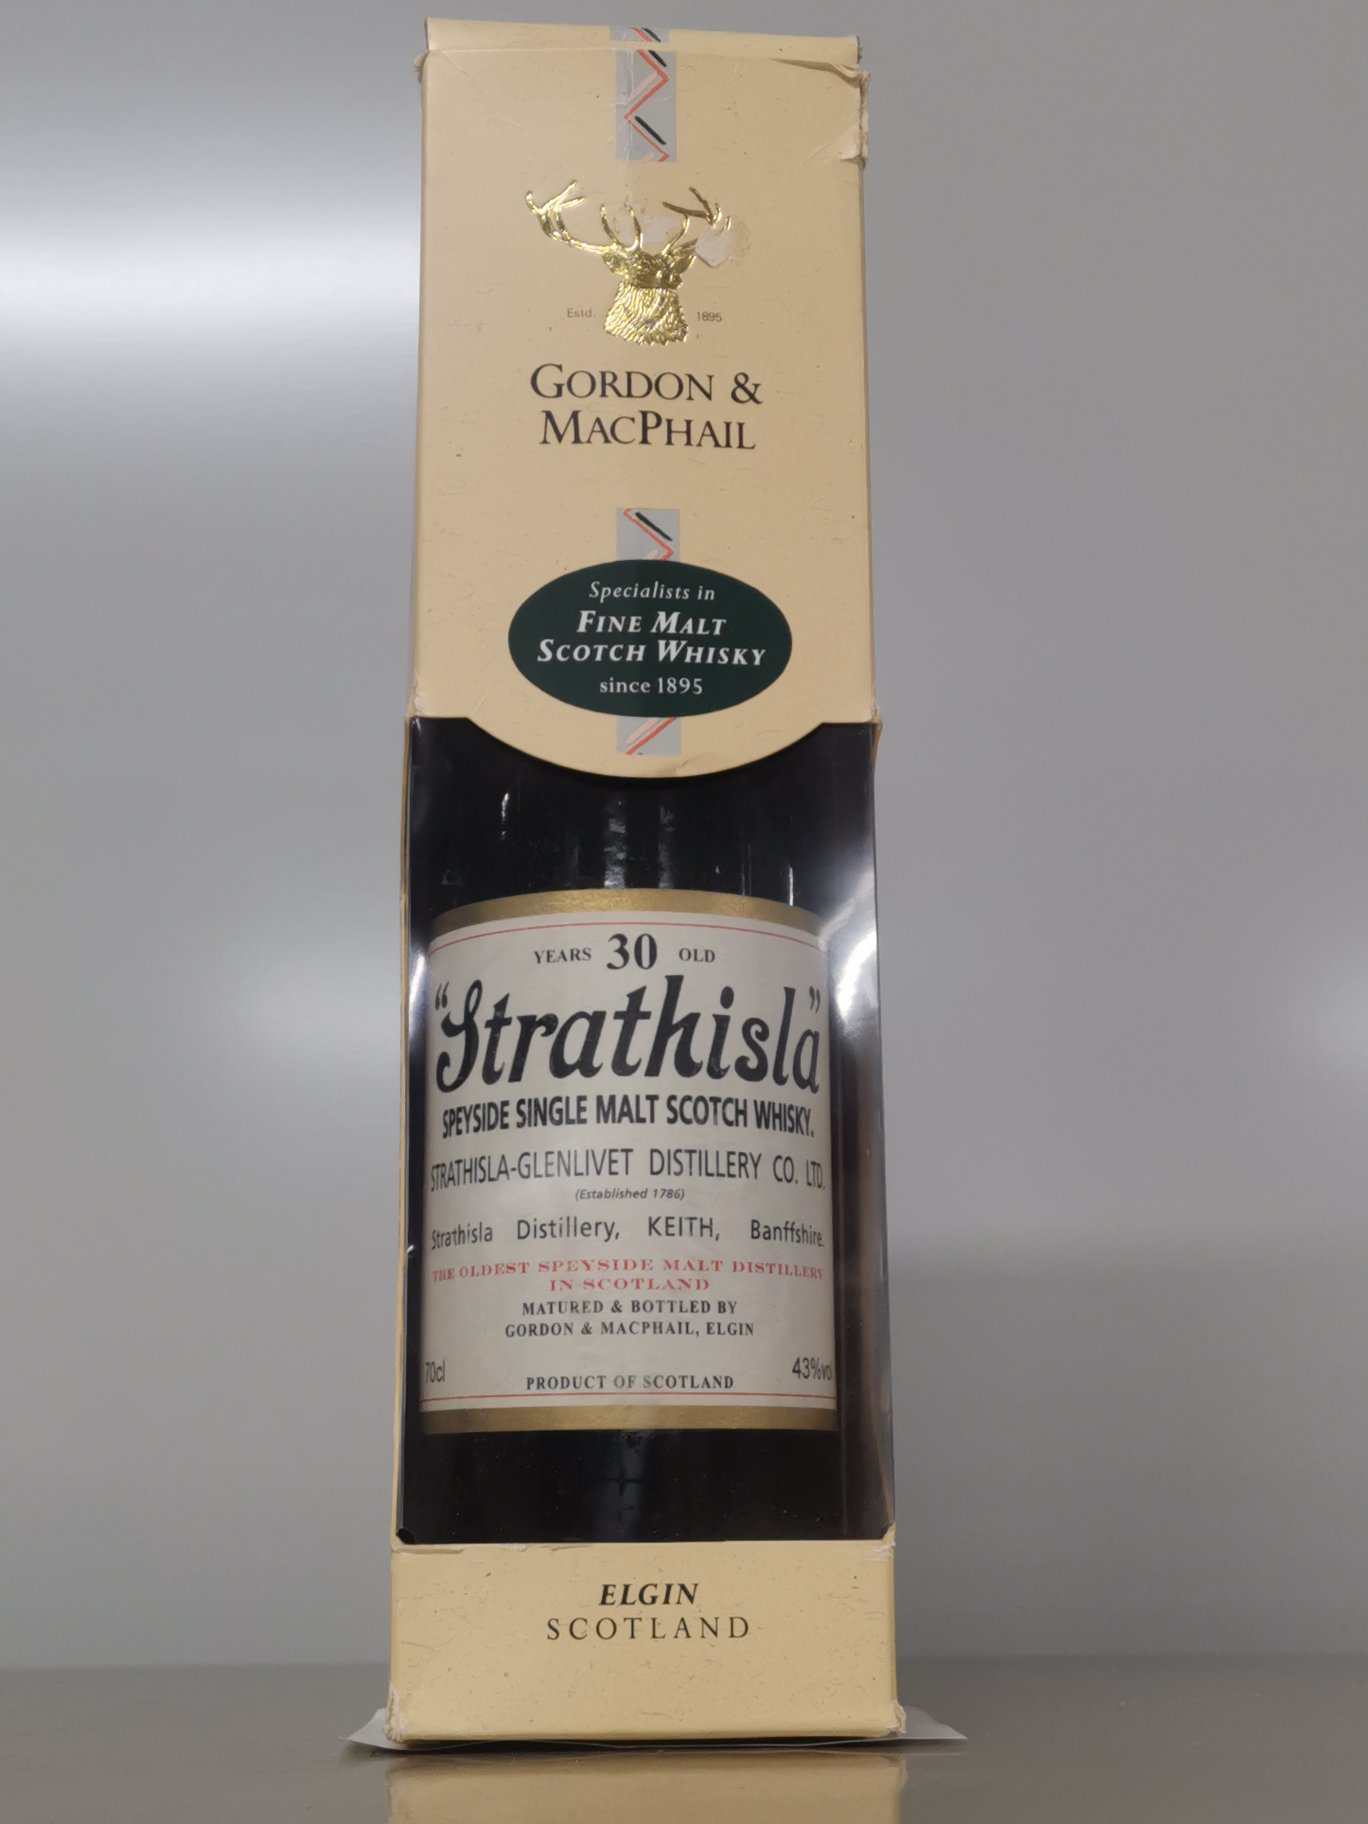 Estd. 1895
GORDON &
MACPHAIL
Specialists in
FINE MALT
SCOTCH WHISKY
since 1895
YEARS 30 OLD
"Strathisla"
SPEYSIDE SINGLE MALT SCOTCH WHISKY.
STRATHISLA-GLENLIVET DISTILLERY CO. LTD.
(Established 1786)
Strathisla Distillery, KEITH, Banffshire.
THE OLDEST SPEYSIDE MALT DISTILLERY
IN SCOTLAND
MATURED & BOTTLED BY
GORDON & MACPHAIL, ELGIN
70cl 43%vol
PRODUCT OF SCOTLAND
ELGIN
SCOTLAND